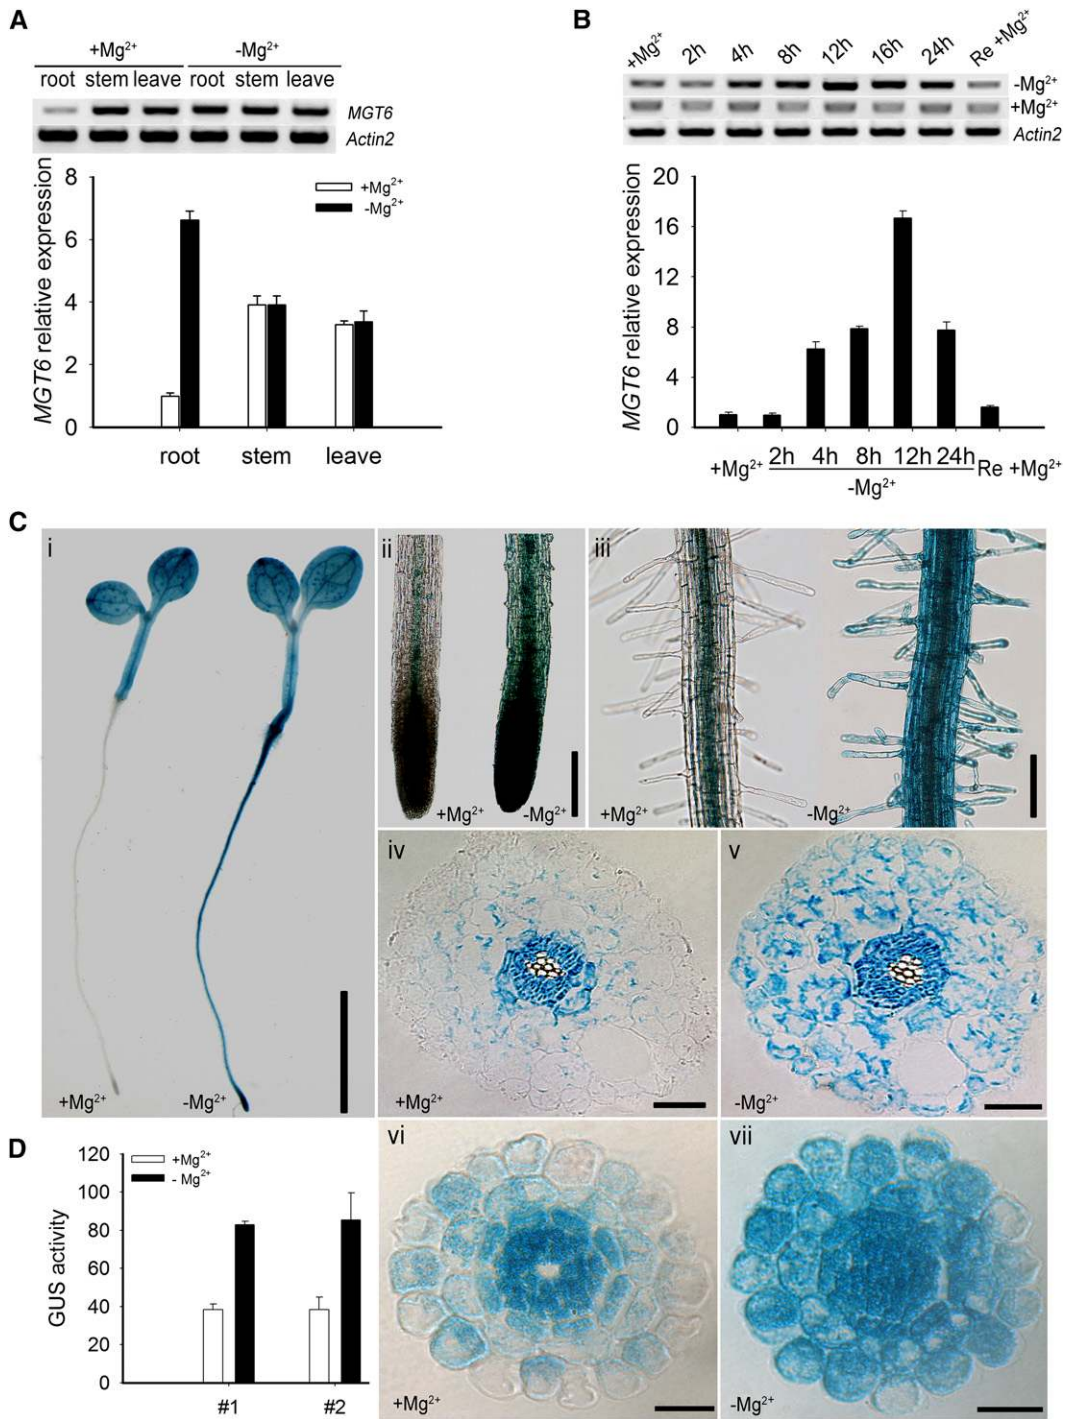 A
+Mg²⁺ -Mg²⁺
root stem leave root stem leave
MGT6
Actin2
MGT6 relative expression
8
6
4
2
0
+Mg²⁺
-Mg²⁺
root stem leave
B
+Mg²⁺ 2h 4h 8h 12h 16h 24h Re +Mg²⁺
-Mg²⁺
+Mg²⁺
Actin2
MGT6 relative expression
20
16
12
8
4
0
+Mg²⁺ 2h 4h 8h 12h 24h Re +Mg²⁺
-Mg²⁺
C
i
+Mg²⁺ -Mg²⁺
ii
+Mg²⁺ -Mg²⁺
iii
+Mg²⁺ -Mg²⁺
iv
+Mg²⁺
v
-Mg²⁺
vi
+Mg²⁺
vii
-Mg²⁺
D
GUS activity
120
100
80
60
40
20
0
+Mg²⁺
- Mg²⁺
#1 #2